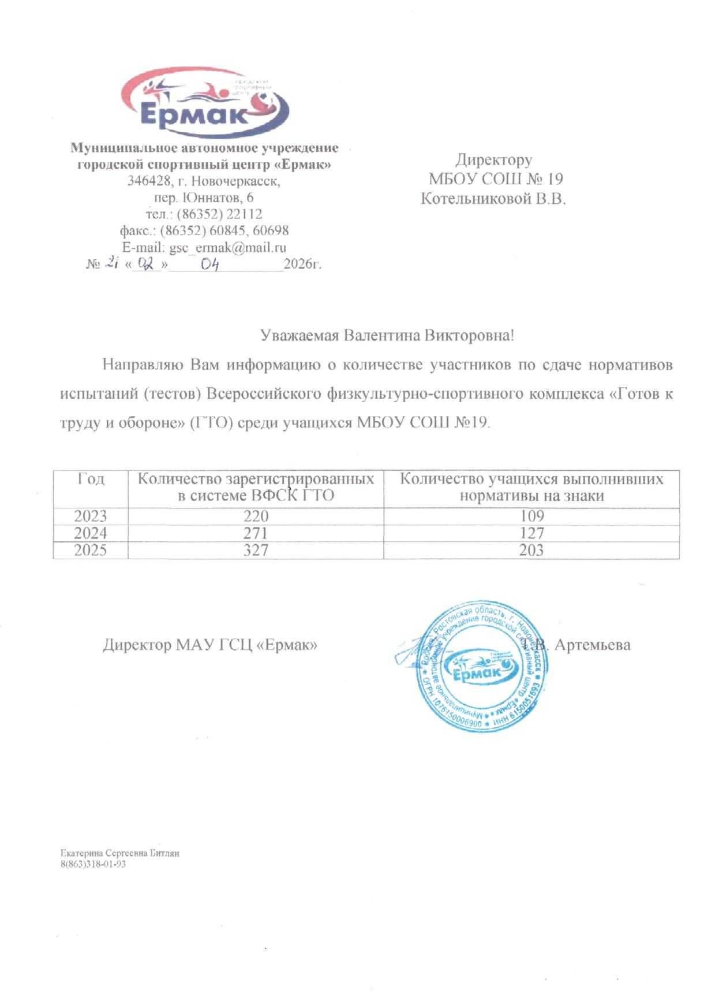 городской
спортивный
центр
Ермак
Муниципальное автономное учреждение
городской спортивный центр «Ермак»
346428, г. Новочеркасск,
пер. Юннатов, 6
тел.: (86352) 22112
факс.: (86352) 60845, 60698
E-mail: gsc_ermak@mail.ru
№ 21 «02» 04 2026г.
Директору
МБОУ СОШ № 19
Котельниковой В.В.
Уважаемая Валентина Викторовна!
Направляю Вам информацию о количестве участников по сдаче нормативов
испытаний (тестов) Всероссийского физкультурно-спортивного комплекса «Готов к
труду и обороне» (ГТО) среди учащихся МБОУ СОШ №19.
Год Количество зарегистрированных в системе ВФСК ГТО Количество учащихся выполнивших нормативы на знаки
2023 220 109
2024 271 127
2025 327 203
Директор МАУ ГСЦ «Ермак» В. Артемьева
Россия, Ростовская область, г. Новочеркасск * ИНН 6150051693 * ОГРН 1076150006900 *
Муниципальное автономное учреждение городской спортивный центр «Ермак» *
городской
спортивный
центр
Ермак
Екатерина Сергеевна Битлян
8(863)318-01-93